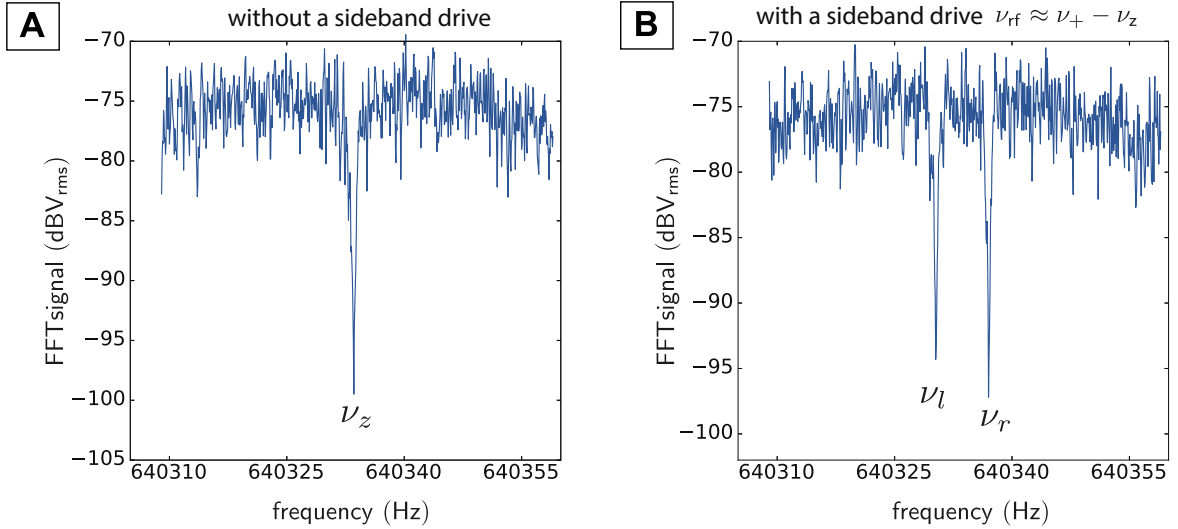 A
without a sideband drive
−70
−75
−80
−85
−90
−95
−100
−105
FFTsignal (dBVrms)
νz
640310 640325 640340 640355
frequency (Hz)
B
with a sideband drive νrf ≈ ν+ − νz
−70
−75
−80
−85
−90
−95
−100
FFTsignal (dBVrms)
νl
νr
640310 640325 640340 640355
frequency (Hz)